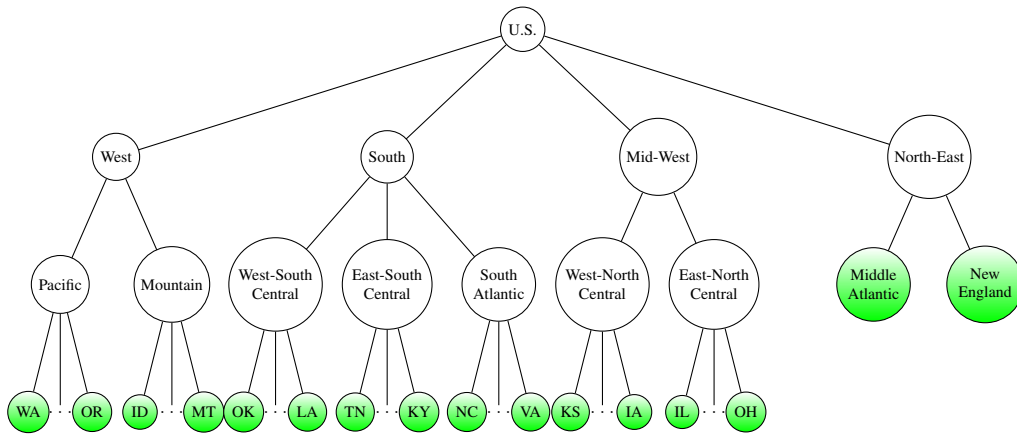 U.S.
West
South
Mid-West
North-East
Pacific
Mountain
West-South
Central
East-South
Central
South
Atlantic
West-North
Central
East-North
Central
Middle
Atlantic
New
England
WA
· · ·
OR
ID
· · ·
MT
OK
· · ·
LA
TN
· · ·
KY
NC
· · ·
VA
KS
· · ·
IA
IL
· · ·
OH